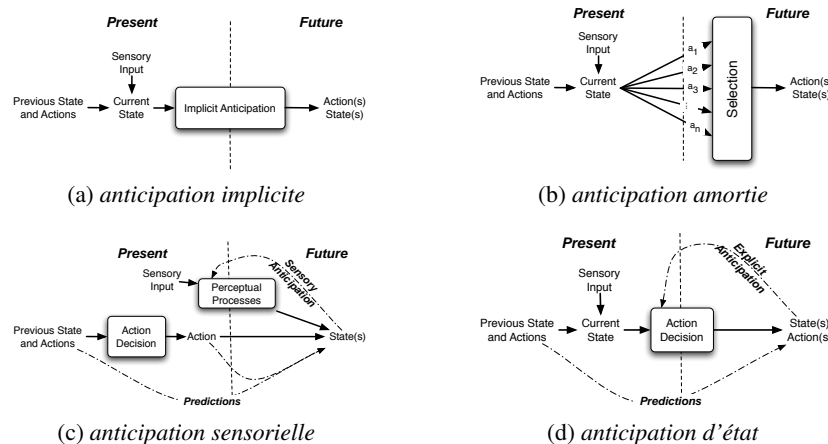 Present
Future
Sensory
Input
Previous State
and Actions
Current
State
Implicit Anticipation
Action(s)
State(s)
(a) anticipation implicite
Present
Future
Sensory
Input
Previous State
and Actions
Current
State
a1
a2
a3
...
an
Selection
Action(s)
State(s)
(b) anticipation amortie
Present
Future
Sensory
Input
Perceptual
Processes
Sensory
Anticipation
Previous State
and Actions
Action
Decision
Action
State(s)
Predictions
(c) anticipation sensorielle
Present
Future
Sensory
Input
Explicit
Anticipation
Previous State
and Actions
Current
State
Action
Decision
State(s)
Action(s)
Predictions
(d) anticipation d'état